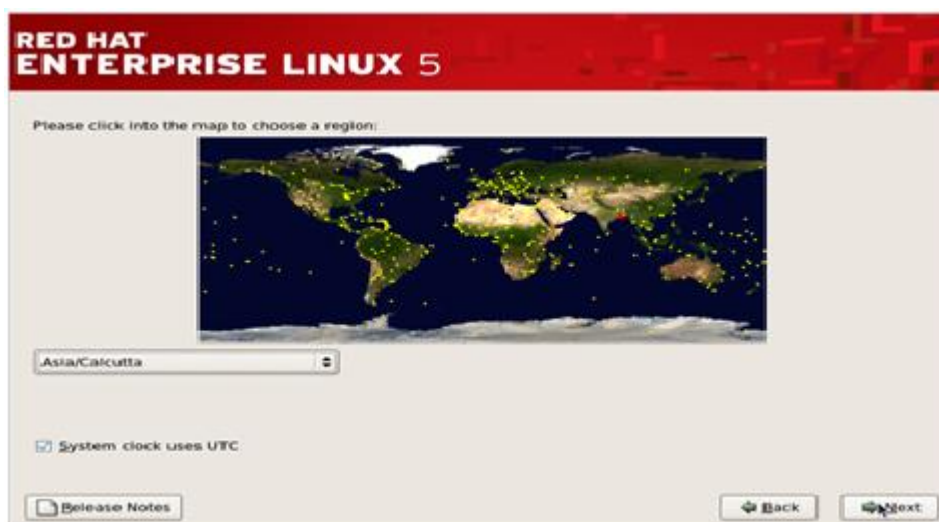 RED HAT
ENTERPRISE LINUX 5
Please click into the map to choose a region:
Asia/Calcutta
System clock uses UTC
Release Notes
Back
Next